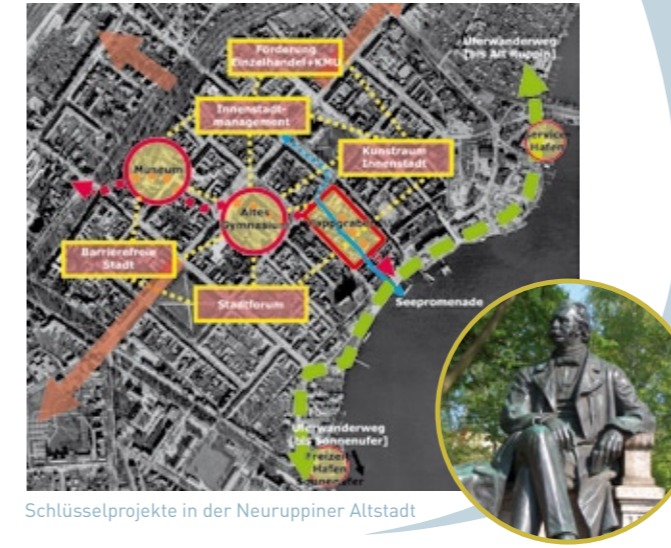 Förderung
Einzelhandel+KMU
Uferwanderweg
[bis Alt Ruppin]
Innenstadt-
management
Service
Hafen
Kunstraum
Innenstadt
Museum
Altes
Gymnasium
Barrierefreie
Stadt
Stadtforum
Seepromenade
Uferwanderweg
[bis Sonnenufer]
Freizeit
Hafen
Sonnenufer
Schlüsselprojekte in der Neuruppiner Altstadt